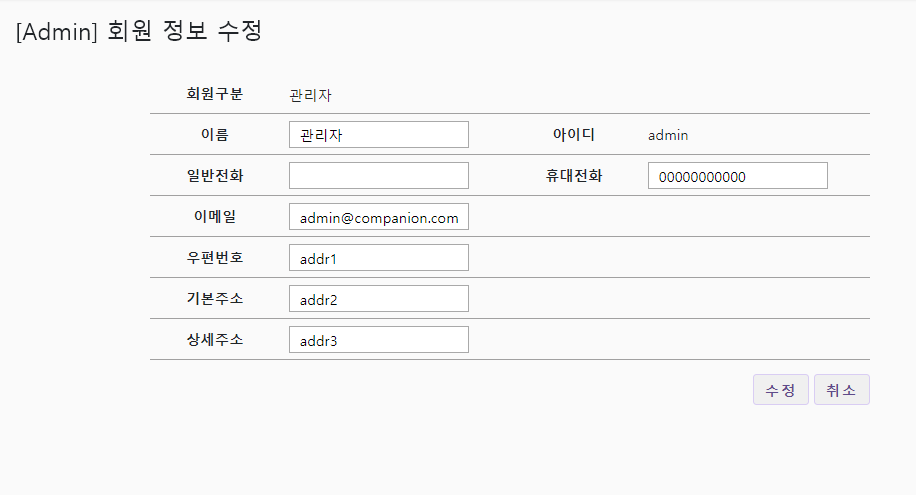 [Admin] 회원 정보 수정
회원구분 관리자
이름 관리자 아이디 admin
일반전화 휴대전화 00000000000
이메일 admin@companion.com
우편번호 addr1
기본주소 addr2
상세주소 addr3
수정 취소